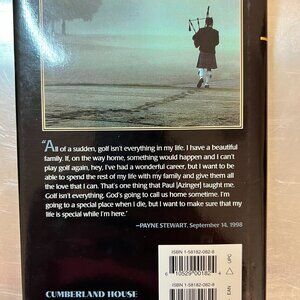 "All of a sudden, golf isn't everything in my life. I have a beautiful
family. If, on the way home, something would happen and I can't
play golf again, hey, I've had a wonderful career, but I want to be
able to spend the rest of my life with my family and give them all
the love that I can. That's one thing that Paul [Azinger] taught me.
Golf isn't everything. God's going to call us home sometime. I'm
going to a special place when I die, but I want to make sure that my
life is special while I'm here."
–PAYNE STEWART, September 14, 1998
ISBN 1-58182-082-8
ISBN 1-58182-082-8
UPC
6 10529 00182 4
EAN
CUMBERLAND HOUSE